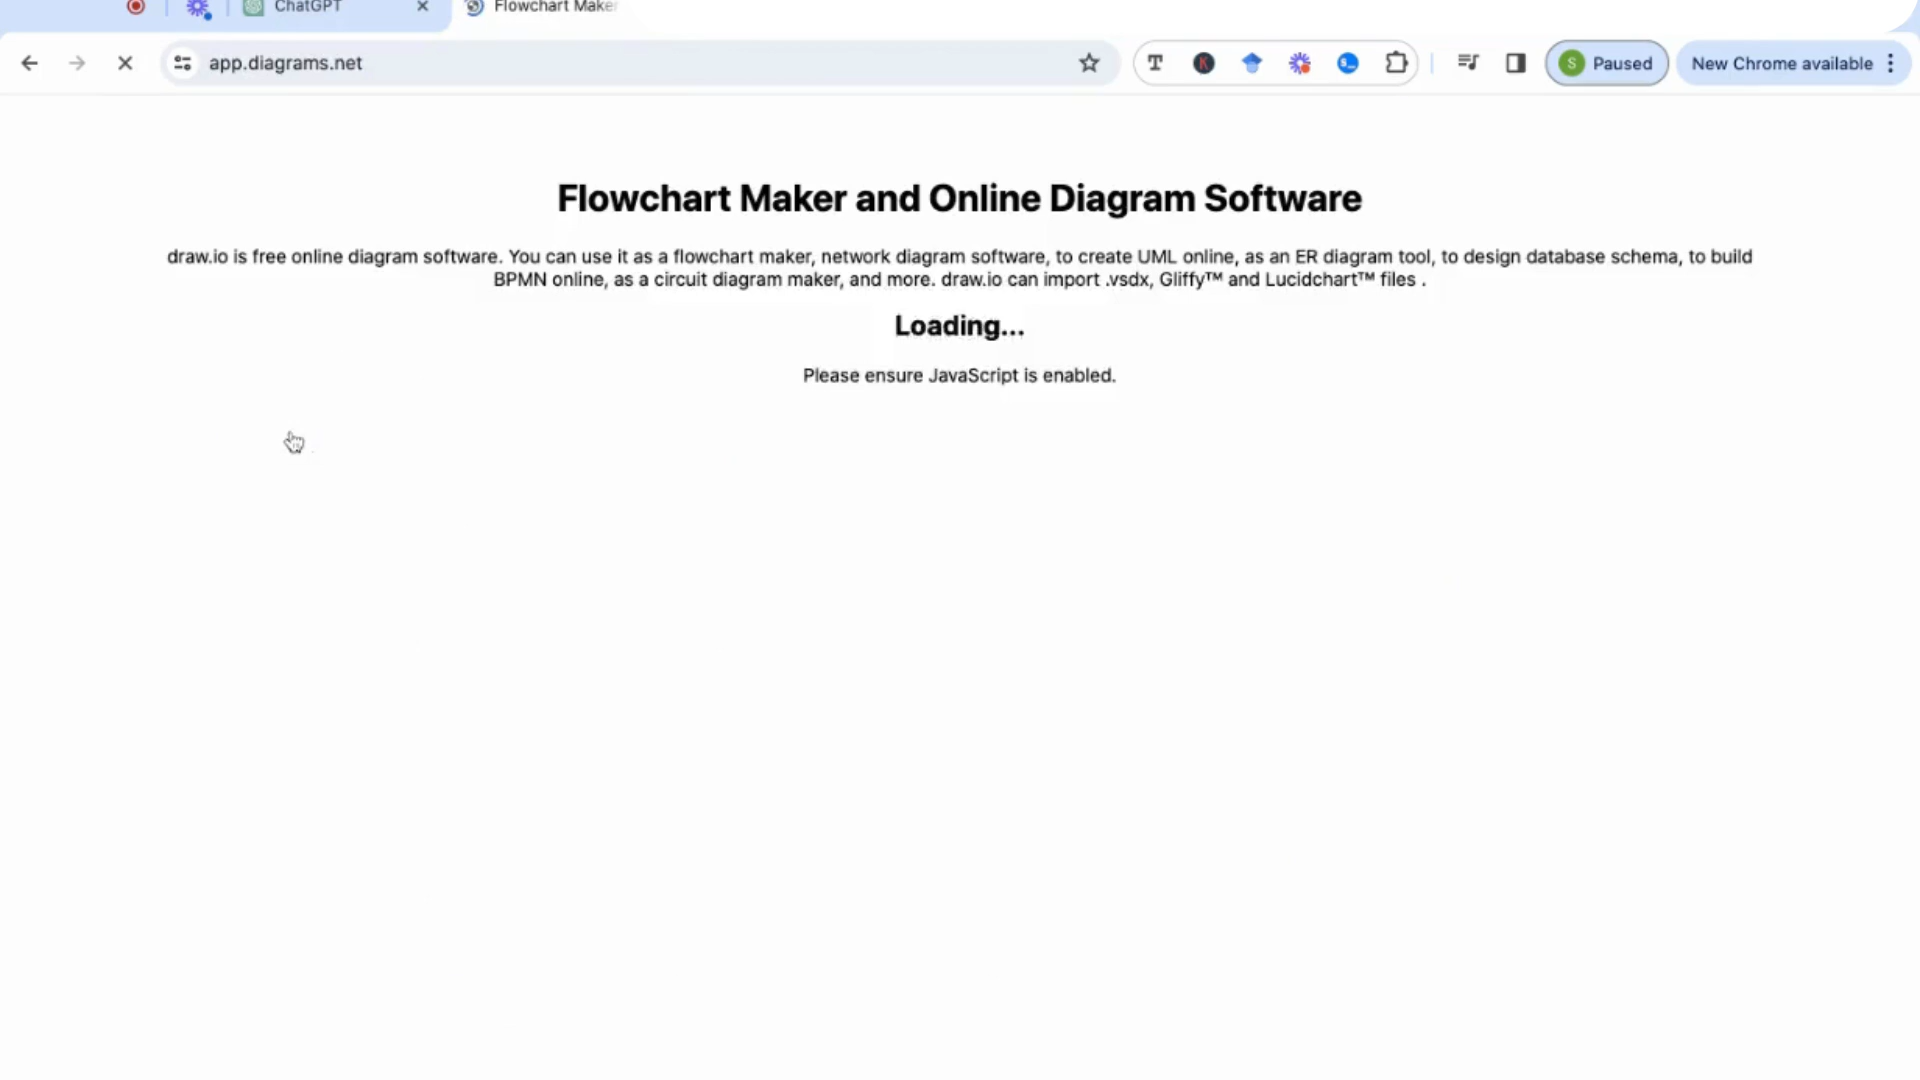 ChatGPT
Flowchart Maker
app.diagrams.net
T
K
S
Paused
New Chrome available
Flowchart Maker and Online Diagram Software
draw.io is free online diagram software. You can use it as a flowchart maker, network diagram software, to create UML online, as an ER diagram tool, to design database schema, to build
BPMN online, as a circuit diagram maker, and more. draw.io can import .vsdx, Gliffy™ and Lucidchart™ files .
Loading...
Please ensure JavaScript is enabled.